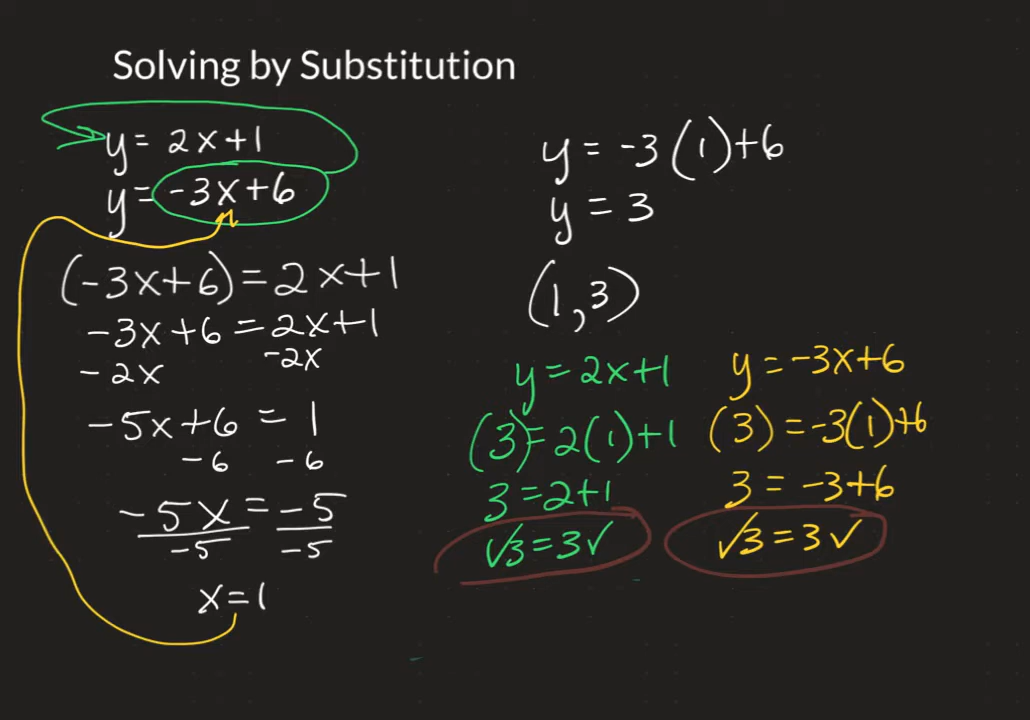 Solving by Substitution
y = 2x+1
y = -3x+6
(-3x+6) = 2x+1
-3x+6 = 2x+1
-2x -2x
-5x+6 = 1
-6 -6
-5x = -5
-5 -5
x = 1
y = -3(1)+6
y = 3
(1,3)
y = 2x+1
(3) = 2(1)+1
3 = 2+1
√3 = 3✓
y = -3x+6
(3) = -3(1)+6
3 = -3+6
√3 = 3✓